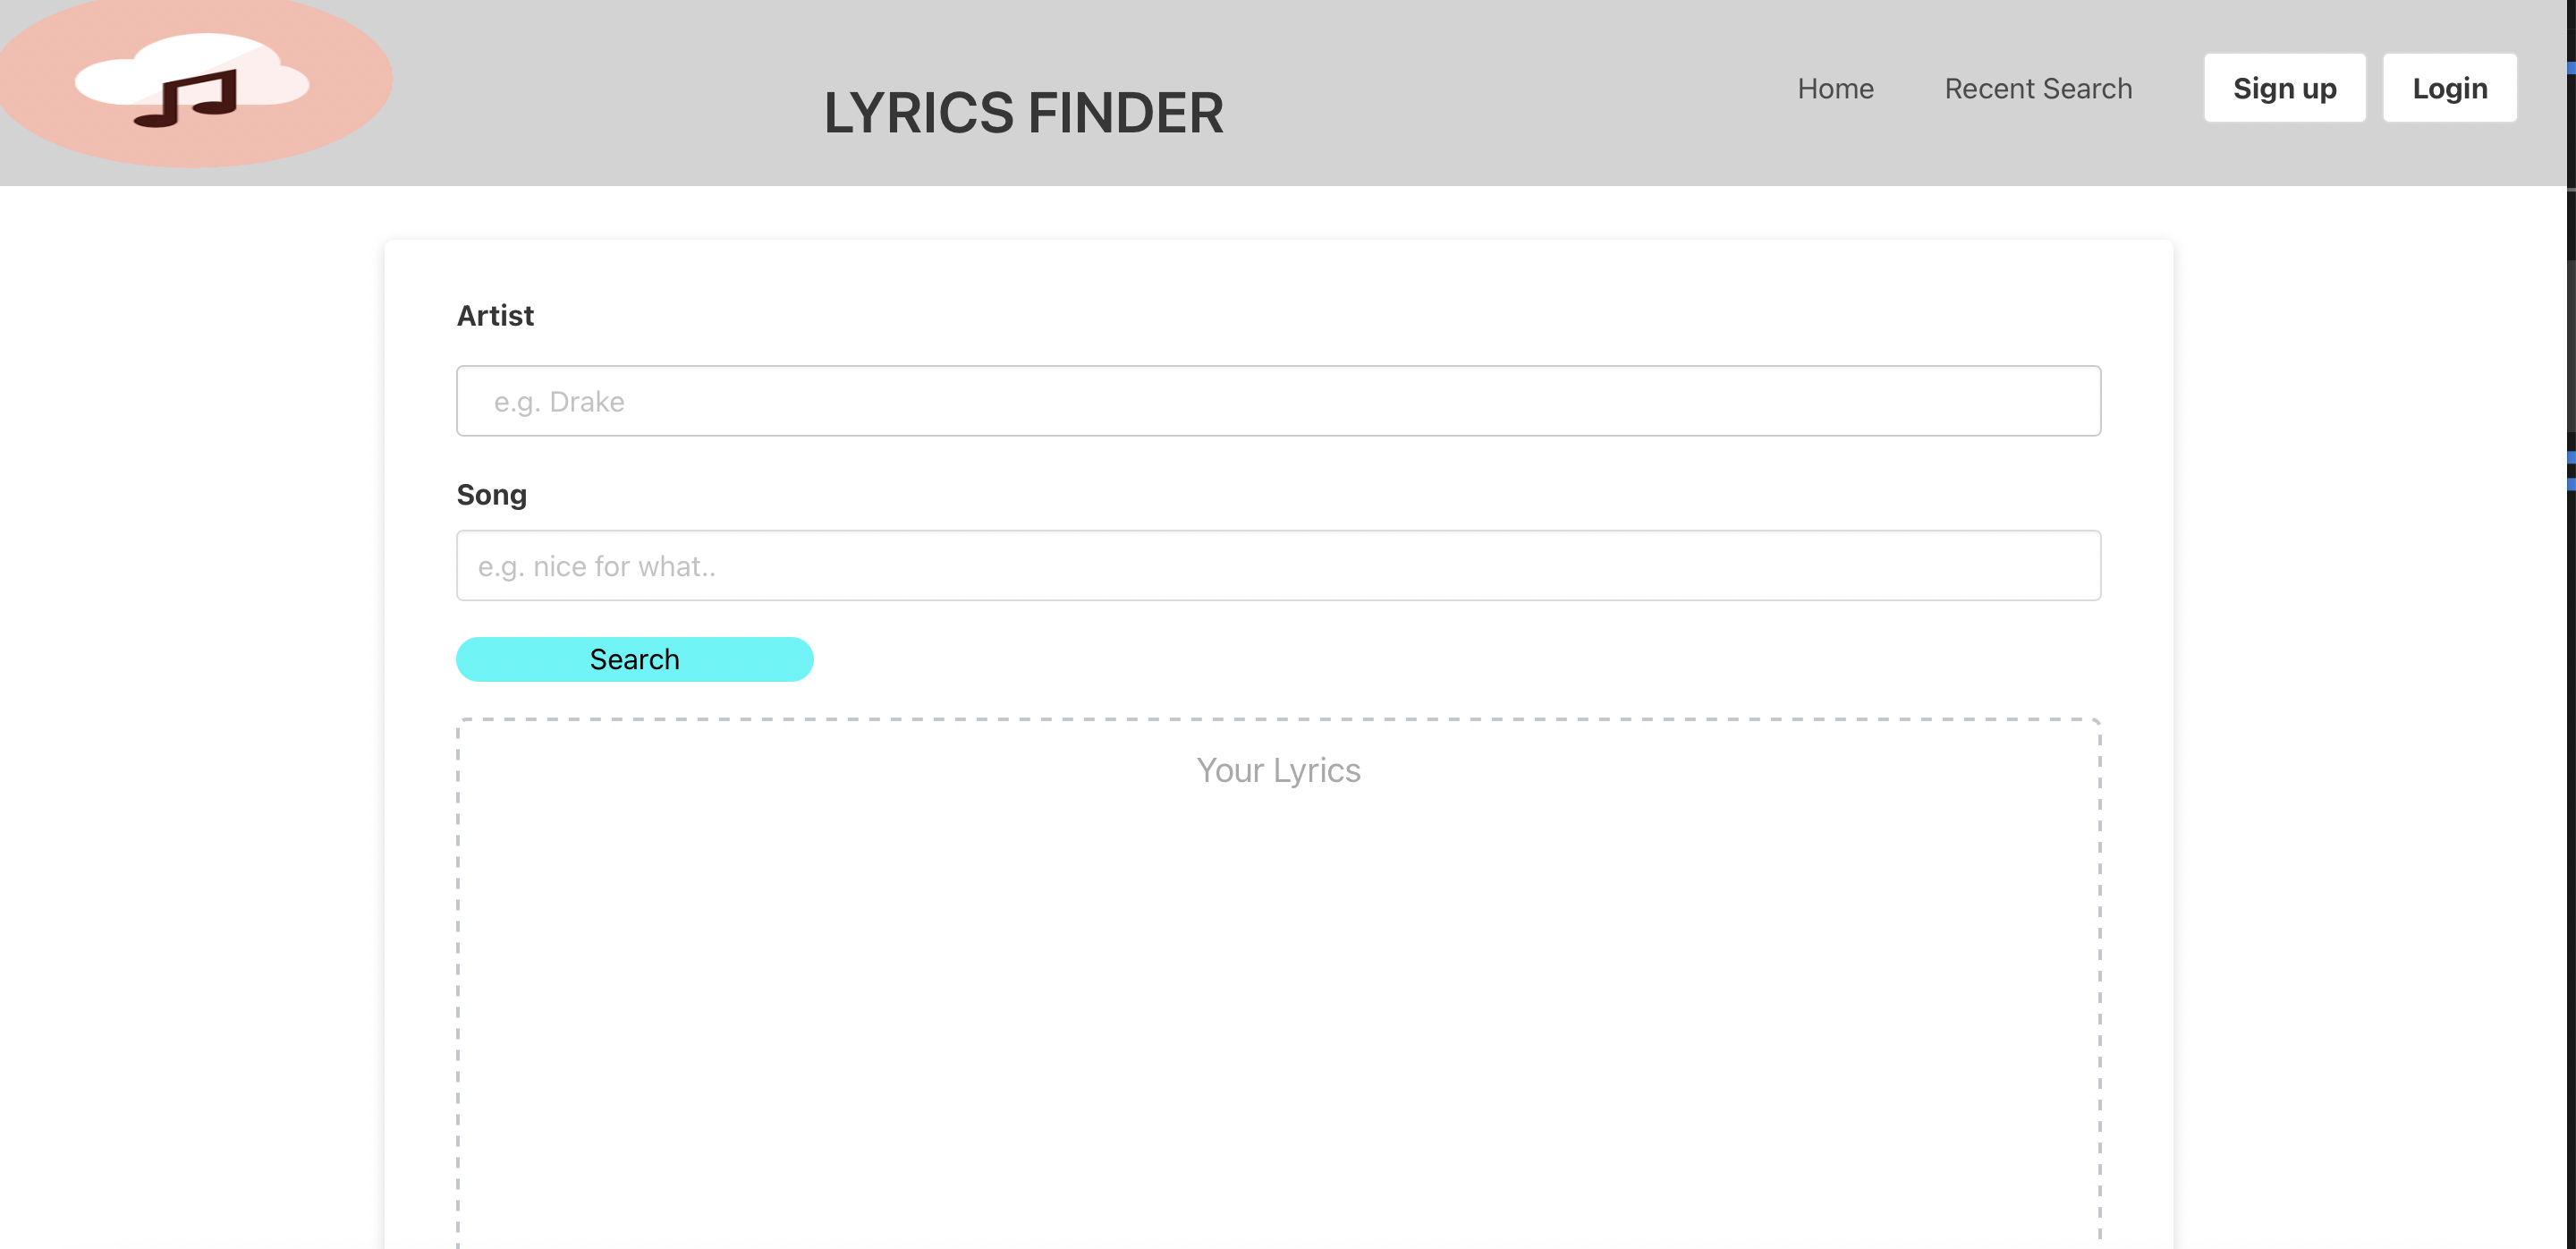 LYRICS FINDER
Home
Recent Search
Sign up
Login
Artist
e.g. Drake
Song
e.g. nice for what..
Search
Your Lyrics